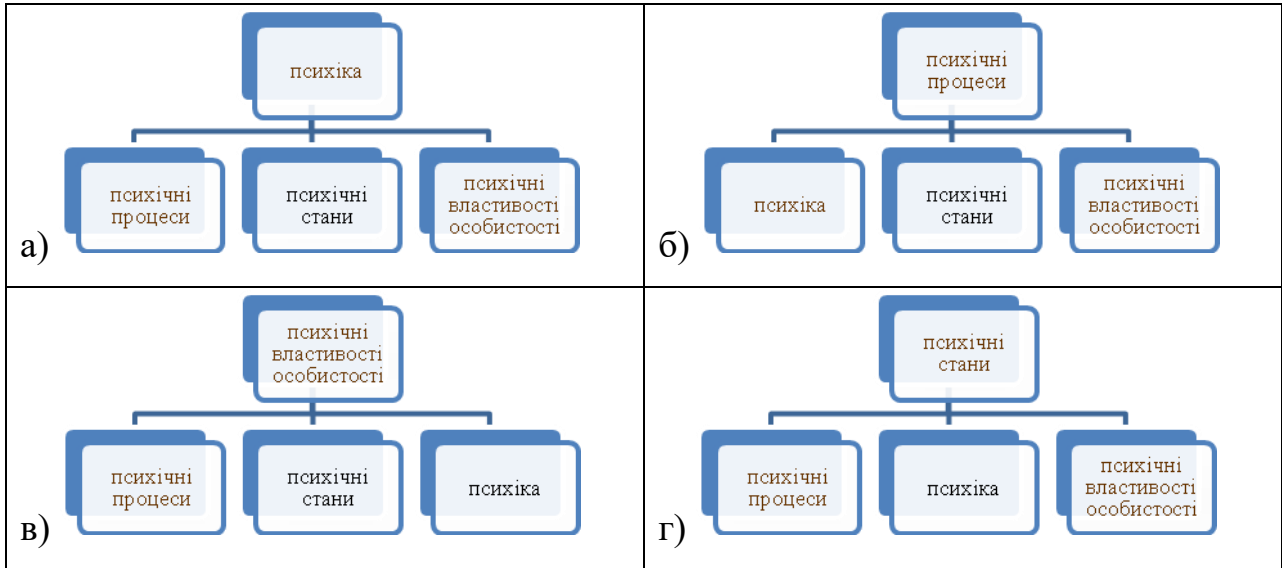 психіка
психічні
процеси
психічні
стани
психічні
властивості
особистості
а)
психічні
процеси
психіка
психічні
стани
психічні
властивості
особистості
б)
психічні
властивості
особистості
психічні
процеси
психічні
стани
психіка
в)
психічні
стани
психічні
процеси
психіка
психічні
властивості
особистості
г)